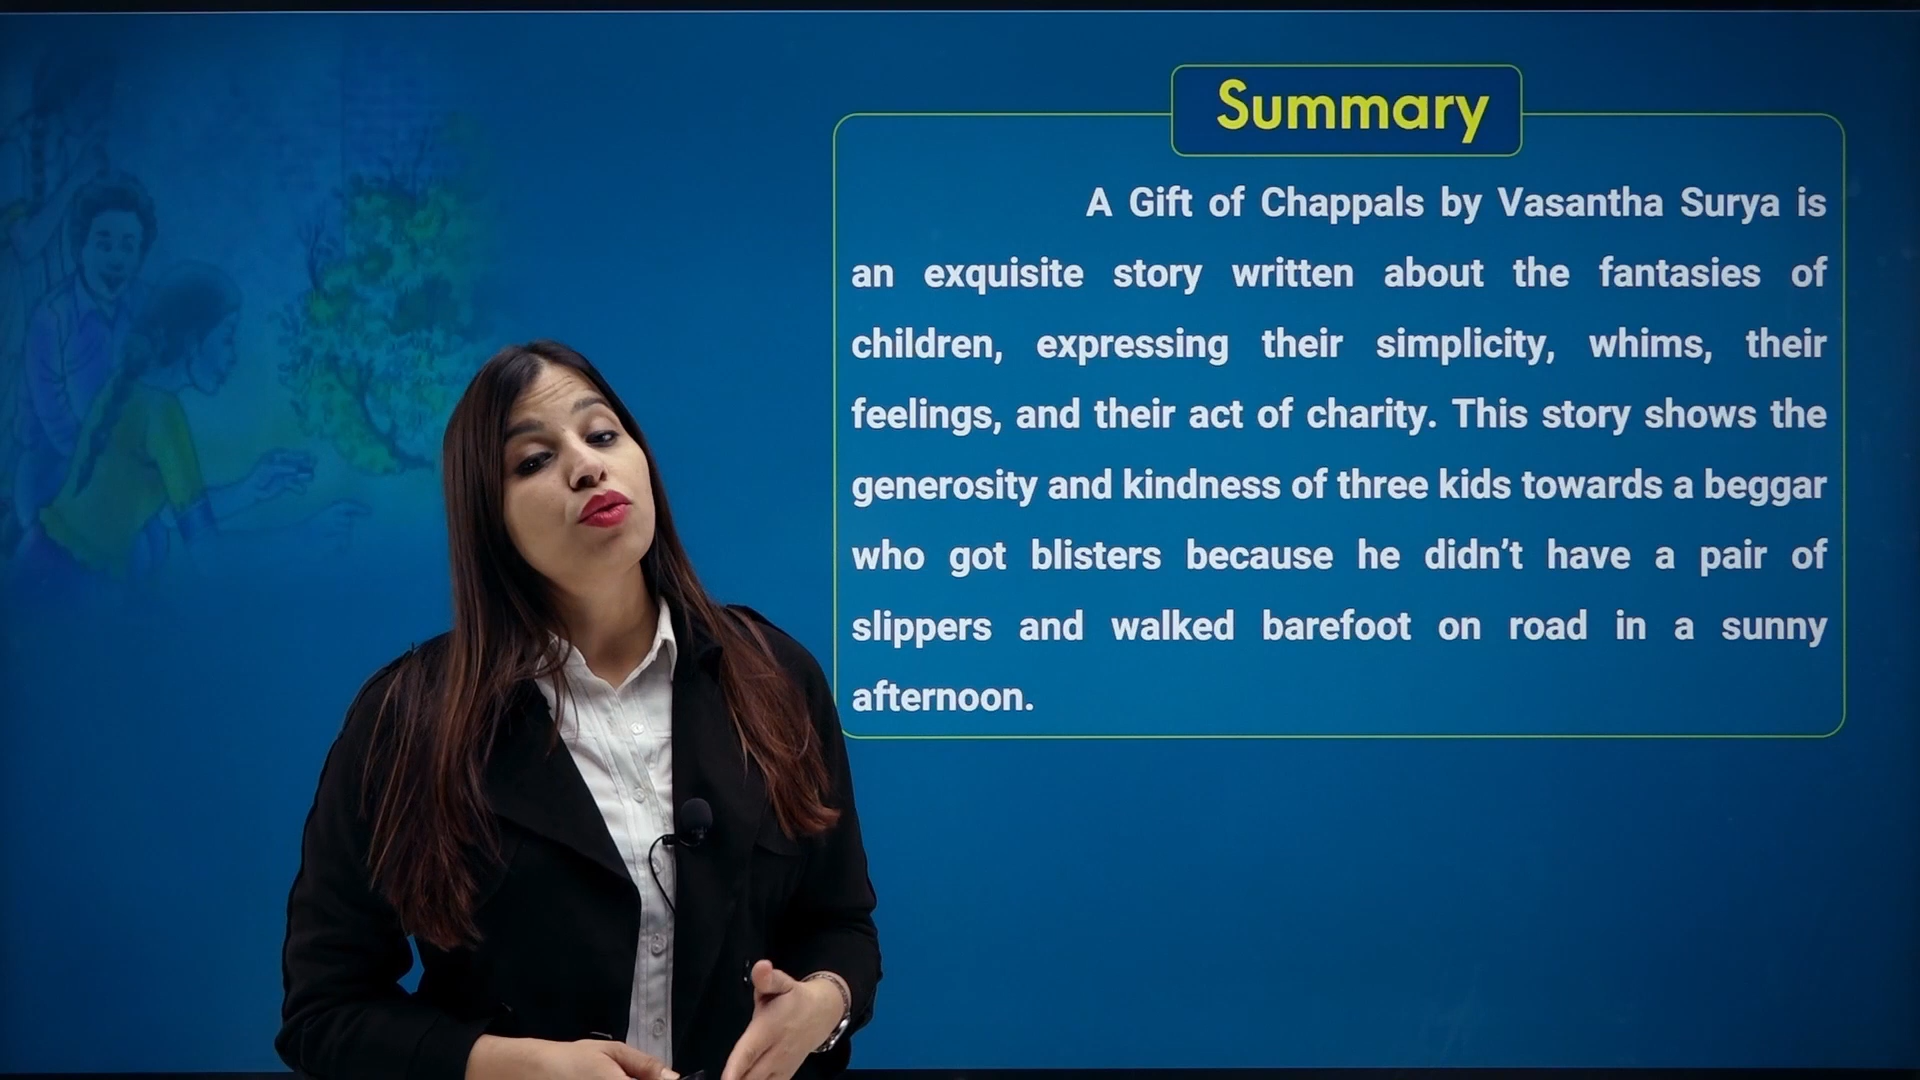 Summary
A Gift of Chappals by Vasantha Surya is
an exquisite story written about the fantasies of
children, expressing their simplicity, whims, their
feelings, and their act of charity. This story shows the
generosity and kindness of three kids towards a beggar
who got blisters because he didn’t have a pair of
slippers and walked barefoot on road in a sunny
afternoon.